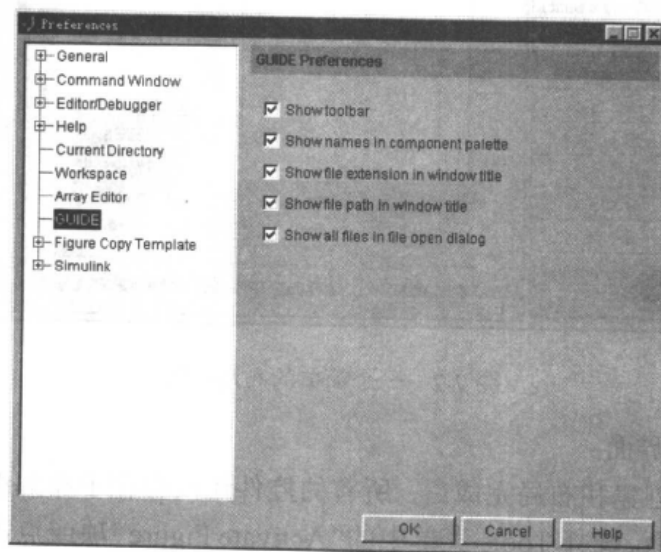 Preferences
General
Command Window
Editor/Debugger
Help
Current Directory
Workspace
Array Editor
GUIDE
Figure Copy Template
Simulink
GUIDE Preferences
Show toolbar
Show names in component palette
Show file extension in window title
Show file path in window title
Show all files in file open dialog
OK Cancel Help